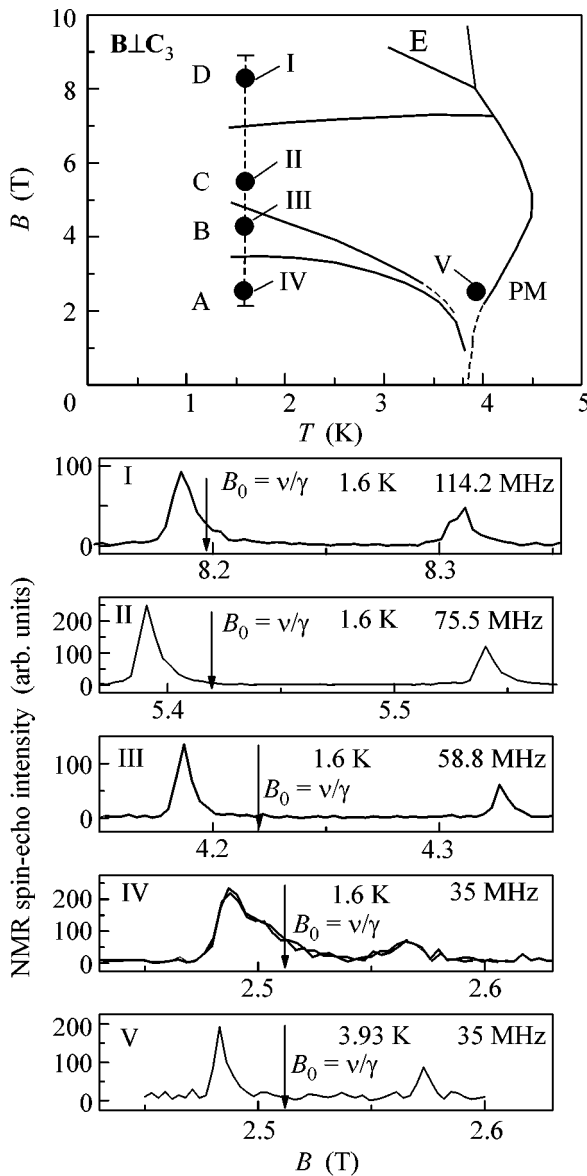 10
B⊥C₃
E
D
I
8
6
C
II
III
B
4
V
IV
PM
A
2
0
1
2
3
4
5
B (T)
T (K)
100
I
B₀ = ν/γ
1.6 K
114.2 MHz
50
0
8.2
8.3
200
II
B₀ = ν/γ
1.6 K
75.5 MHz
100
0
5.4
5.5
III
1.6 K
58.8 MHz
100
B₀ = ν/γ
0
4.2
4.3
200
IV
1.6 K
35 MHz
100
B₀ = ν/γ
0
2.5
2.6
200
V
3.93 K
35 MHz
100
B₀ = ν/γ
0
2.5
2.6
B (T)
NMR spin-echo intensity (arb. units)